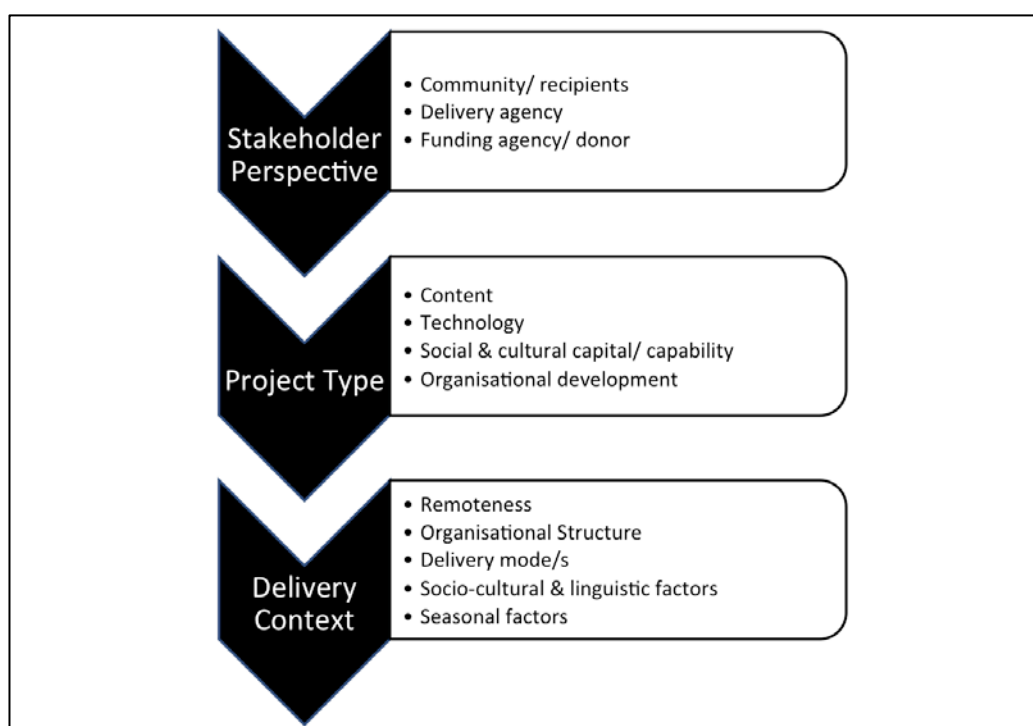 Stakeholder
Perspective
• Community/ recipients
• Delivery agency
• Funding agency/ donor
Project Type
• Content
• Technology
• Social & cultural capital/ capability
• Organisational development
Delivery
Context
• Remoteness
• Organisational Structure
• Delivery mode/s
• Socio-cultural & linguistic factors
• Seasonal factors